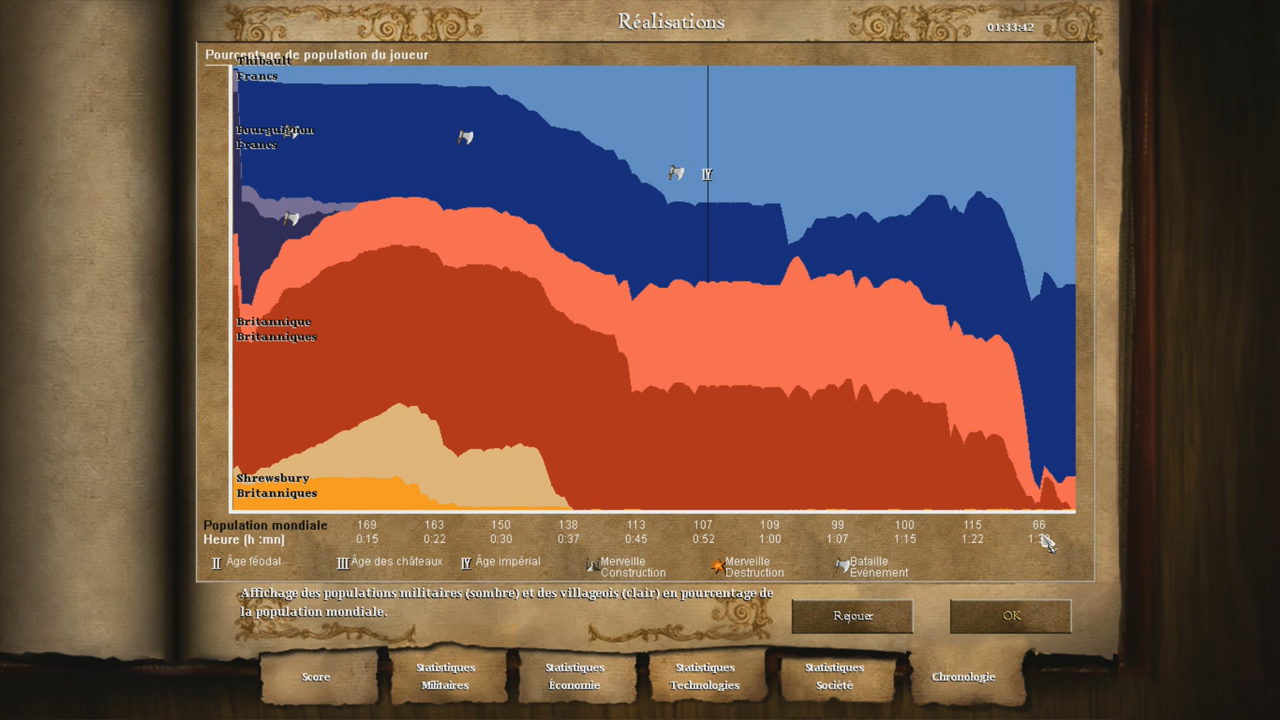 Réalisations
01:33:42
Pourcentage de population du joueur
Thibault
Francs
Bourguignon
Francs
IV
Britannique
Britanniques
Shrewsbury
Britanniques
Population mondiale 169 163 150 138 113 107 109 99 100 115 66
Heure (h :mn) 0:15 0:22 0:30 0:37 0:45 0:52 1:00 1:07 1:15 1:22
II Âge féodal III Âge des châteaux IV Âge impérial Merveille Construction Merveille Destruction Bataille Evénement
Affichage des populations militaires (sombre) et des villageois (clair) en pourcentage de
la population mondiale.
Rejouer
OK
Score
Statistiques
Militaires
Statistiques
Économie
Statistiques
Technologies
Statistiques
Société
Chronologie